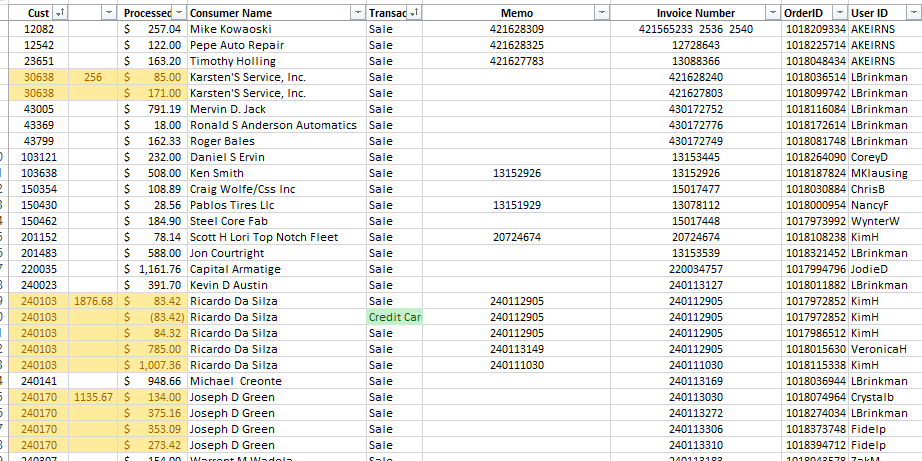 Cust Processed Consumer Name Transac Memo Invoice Number OrderID User ID
12082 $ 257.04 Mike Kowaoski Sale 421628309 421565233 2536 2540 1018209334 AKEIRNS
12542 $ 122.00 Pepe Auto Repair Sale 421628325 12728643 1018225714 AKEIRNS
23651 $ 163.20 Timothy Holling Sale 421627783 13088366 1018048434 AKEIRNS
30638 256 $ 85.00 Karsten'S Service, Inc. Sale 421628240 1018036514 LBrinkman
30638 $ 171.00 Karsten'S Service, Inc. Sale 421627803 1018099742 LBrinkman
43005 $ 791.19 Mervin D. Jack Sale 430172752 1018116084 LBrinkman
43369 $ 18.00 Ronald S Anderson Automatics Sale 430172776 1018172614 LBrinkman
43799 $ 162.33 Roger Bales Sale 430172749 1018081748 LBrinkman
103121 $ 232.00 Daniel S Ervin Sale 13153445 1018264090 CoreyD
103638 $ 508.00 Ken Smith Sale 13152926 13152926 1018187824 MKlausing
150354 $ 108.89 Craig Wolfe/Css Inc Sale 15017477 1018030884 ChrisB
150430 $ 28.56 Pablos Tires Llc Sale 13151929 13078112 1018000954 NancyF
150462 $ 184.90 Steel Core Fab Sale 15017448 1017973992 WynterW
201152 $ 78.14 Scott H Lori Top Notch Fleet Sale 20724674 20724674 1018108238 KimH
201483 $ 588.00 Jon Courtright Sale 13153539 1018321452 LBrinkman
220035 $ 1,161.76 Capital Armatige Sale 220034757 1017994796 JodieD
240023 $ 391.70 Kevin D Austin Sale 240113127 1018011882 LBrinkman
240103 1876.68 $ 83.42 Ricardo Da Silza Sale 240112905 240112905 1017972852 KimH
240103 $ (83.42) Ricardo Da Silza Credit Car 240112905 240112905 1017972852 KimH
240103 $ 84.32 Ricardo Da Silza Sale 240112905 240112905 1017986512 KimH
240103 $ 785.00 Ricardo Da Silza Sale 240113149 240112905 1018015630 VeronicaH
240103 $ 1,007.36 Ricardo Da Silza Sale 240111030 240111030 1018115338 KimH
240141 $ 948.66 Michael Creonte Sale 240113169 1018036944 LBrinkman
240170 1135.67 $ 134.00 Joseph D Green Sale 240113030 1018074964 Crystalb
240170 $ 375.16 Joseph D Green Sale 240113272 1018274034 LBrinkman
240170 $ 353.09 Joseph D Green Sale 240113306 1018373748 Fidelp
240170 $ 273.42 Joseph D Green Sale 240113310 1018394712 Fidelp